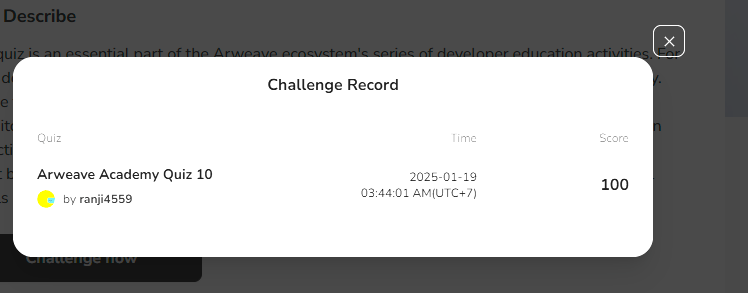 Describe
quiz is an essential part of the Arweave ecosystem's series of developer education activities. For
Challenge Record
Quiz Time Score
Arweave Academy Quiz 10
2025-01-19
03:44:01 AM(UTC+7)
100
by ranji4559
Challenge now